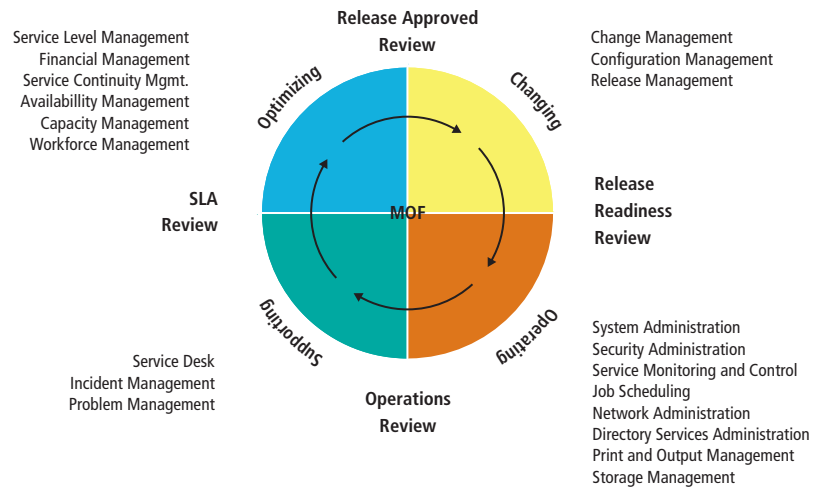 Release Approved
Review
Service Level Management
Financial Management
Service Continuity Mgmt.
Availabillity Management
Capacity Management
Workforce Management
Change Management
Configuration Management
Release Management
Optimizing
Changing
SLA
Review
MOF
Release
Readiness
Review
Supporting
Operating
Service Desk
Incident Management
Problem Management
Operations
Review
System Administration
Security Administration
Service Monitoring and Control
Job Scheduling
Network Administration
Directory Services Administration
Print and Output Management
Storage Management